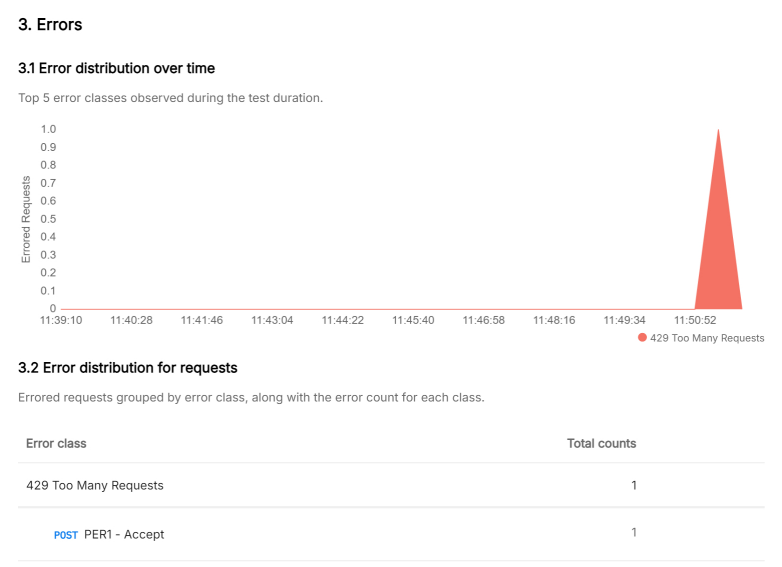 3. Errors
3.1 Error distribution over time
Top 5 error classes observed during the test duration.
1.0
0.9
0.8
0.7
0.6
0.5
0.4
0.3
0.2
0.1
0
Errored Requests
11:39:10 11:40:28 11:41:46 11:43:04 11:44:22 11:45:40 11:46:58 11:48:16 11:49:34 11:50:52
429 Too Many Requests
3.2 Error distribution for requests
Errored requests grouped by error class, along with the error count for each class.
Error class Total counts
429 Too Many Requests 1
POST PER1 - Accept 1